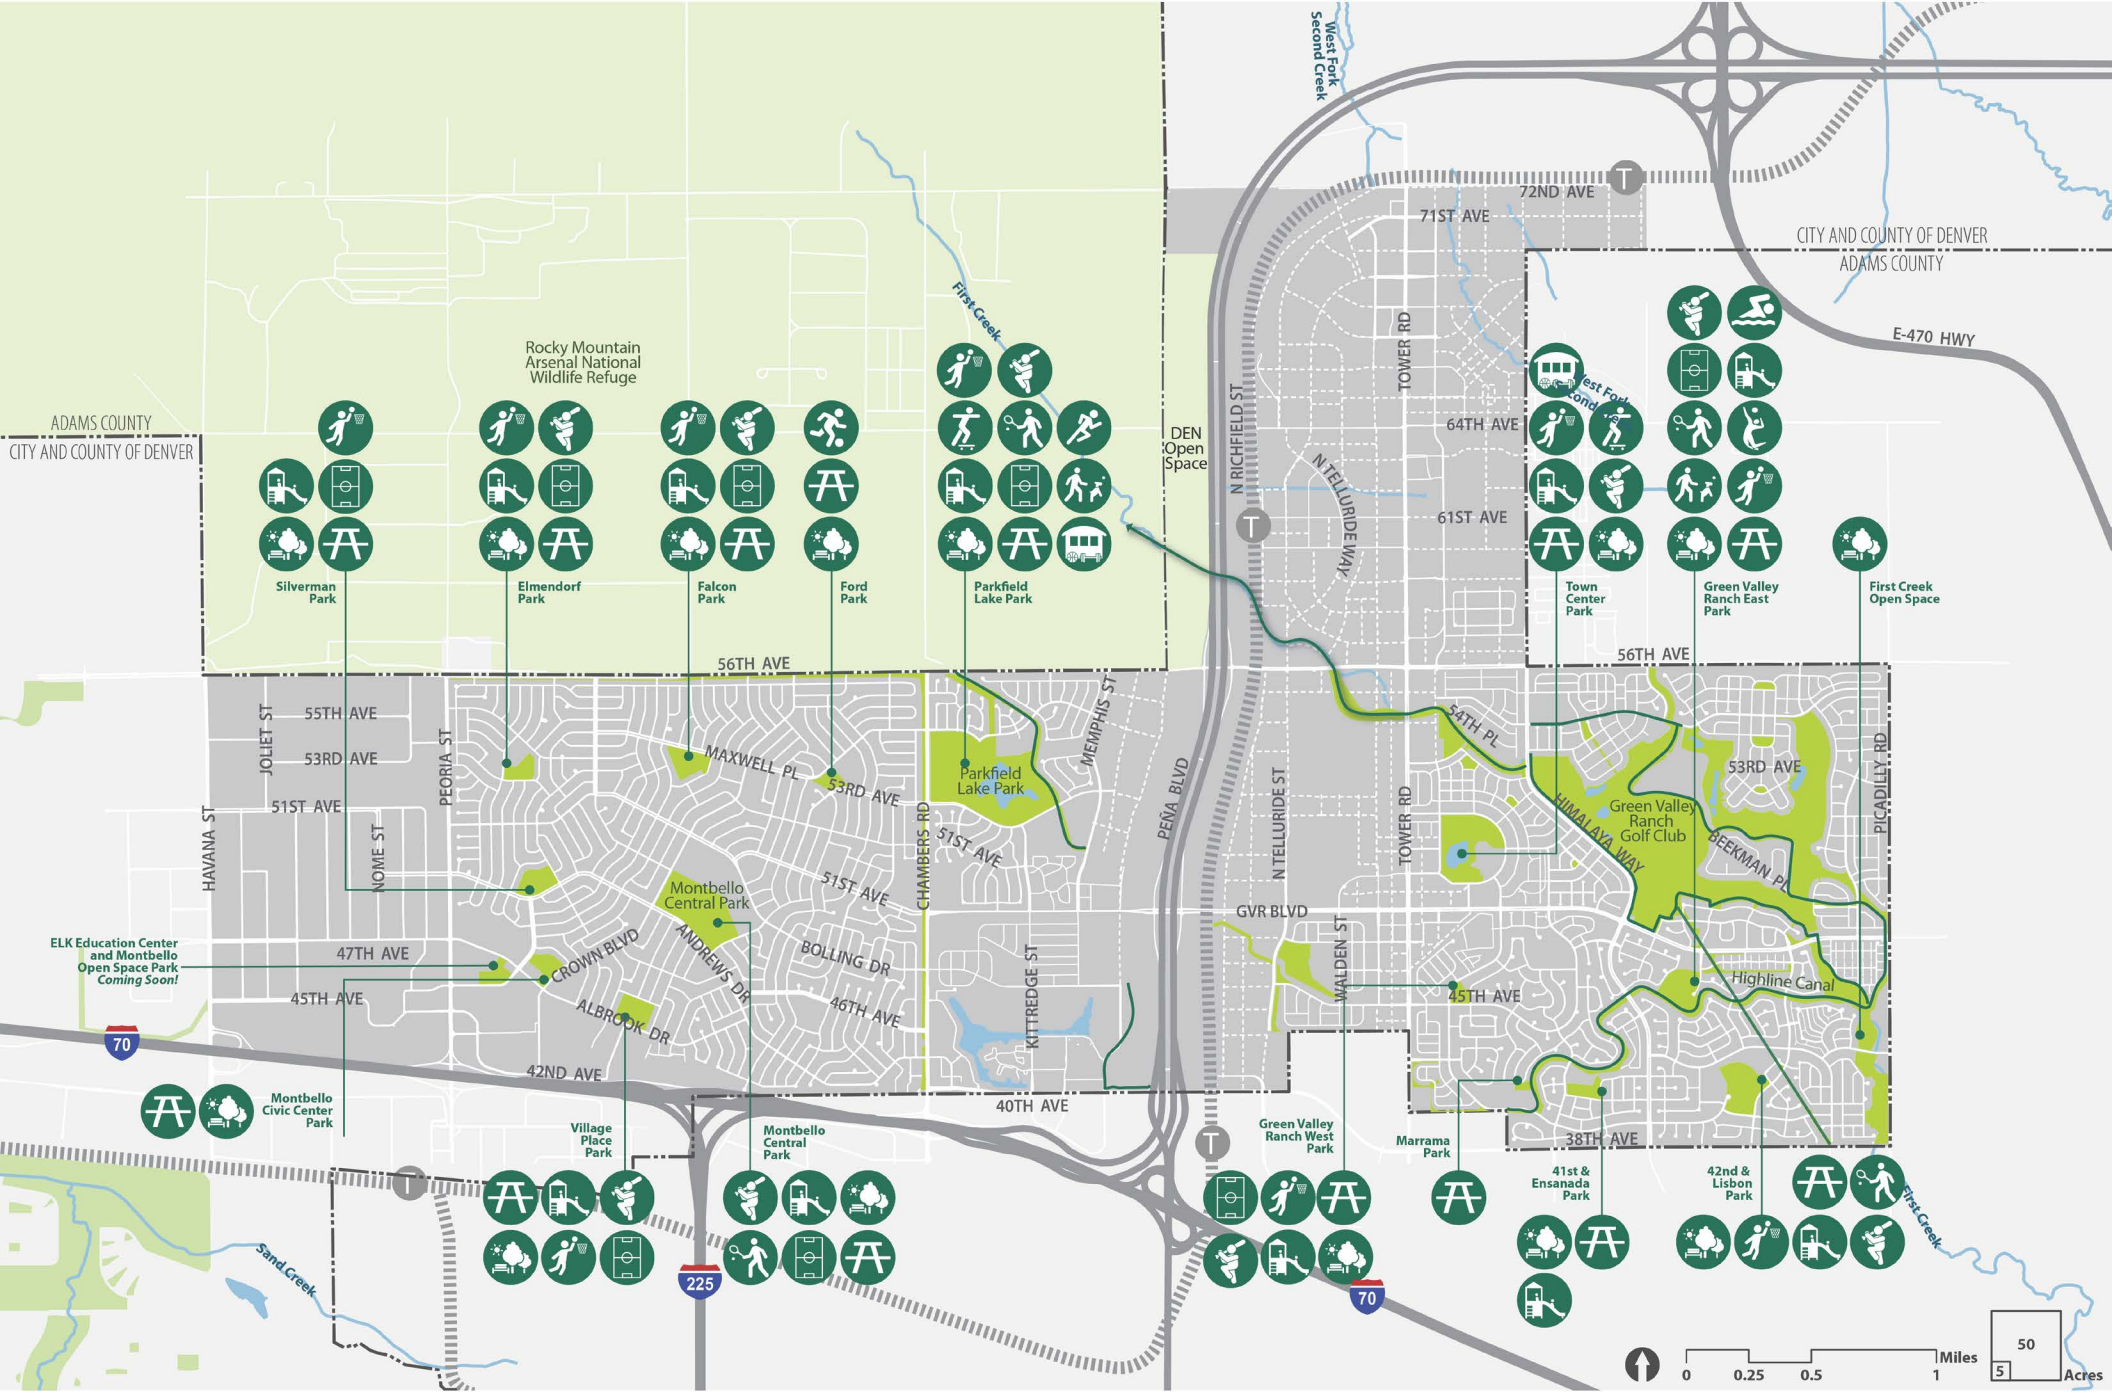 West Fork
Second Creek
72ND AVE
71ST AVE
CITY AND COUNTY OF DENVER
ADAMS COUNTY
First Creek
E-470 HWY
Rocky Mountain
Arsenal National
Wildlife Refuge
TOWER RD
ADAMS COUNTY
CITY AND COUNTY OF DENVER
DEN
Open
Space
N RICHFIELD ST
64TH AVE
N TELLURIDE WAY
61ST AVE
T
T
Silverman
Park
Elmendorf
Park
Falcon
Park
Ford
Park
Parkfield
Lake Park
Town
Center
Park
Green Valley
Ranch East
Park
First Creek
Open Space
56TH AVE
56TH AVE
JOLIET ST
55TH AVE
53RD AVE
51ST AVE
PEORIA ST
HAVANA ST
NOME ST
MAXWELL PL
53RD AVE
MEMPHIS ST
Parkfield
Lake Park
CHAMBERS RD
51ST AVE
51ST AVE
PEÑA BLVD
N TELLURIDE ST
TOWER RD
54TH PL
53RD AVE
PICADILLY RD
Green Valley
Ranch
Golf Club
HIMALAYA WAY
BEEKMAN PL
Montbello
Central Park
GVR BLVD
WALDEN ST
ELK Education Center
and Montbello
Open Space Park
Coming Soon!
47TH AVE
45TH AVE
CROWN BLVD
ANDREWS DR
BOLLING DR
46TH AVE
ALBROOK DR
KITTREDGE ST
45TH AVE
Highline Canal
70
42ND AVE
40TH AVE
38TH AVE
Montbello
Civic Center
Park
Village
Place
Park
Montbello
Central
Park
T
T
Green Valley
Ranch West
Park
Marrama
Park
41st &
Ensanada
Park
42nd &
Lisbon
Park
First Creek
Sand Creek
225
70
0
0.25
0.5
1
Miles
50
5
Acres